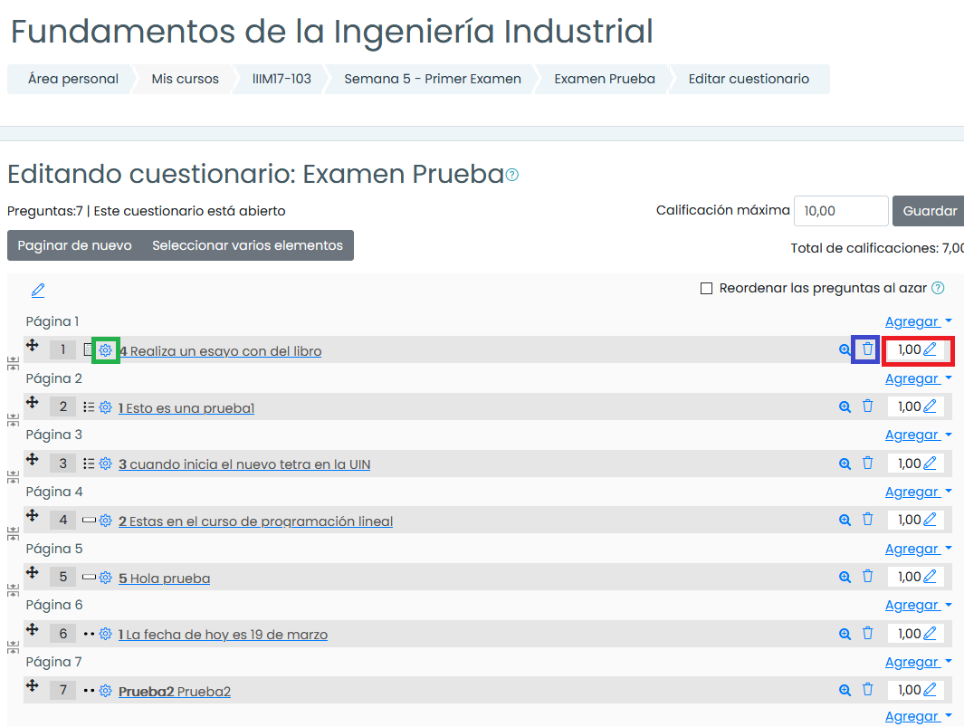 Fundamentos de la Ingeniería Industrial
Área personal Mis cursos IIIM17-103 Semana 5 - Primer Examen Examen Prueba Editar cuestionario
Editando cuestionario: Examen Prueba
Preguntas:7 | Este cuestionario está abierto
Calificación máxima 10,00 Guardar
Paginar de nuevo Seleccionar varios elementos
Total de calificaciones: 7,00
Reordenar las preguntas al azar
Página 1 Agregar
1 4 Realiza un esayo con del libro 1,00
Página 2 Agregar
2 1 Esto es una prueba1 1,00
Página 3 Agregar
3 3 cuando inicia el nuevo tetra en la UIN 1,00
Página 4 Agregar
4 2 Estas en el curso de programación lineal 1,00
Página 5 Agregar
5 5 Hola prueba 1,00
Página 6 Agregar
6 1 La fecha de hoy es 19 de marzo 1,00
Página 7 Agregar
7 Prueba2 Prueba2 1,00
Agregar